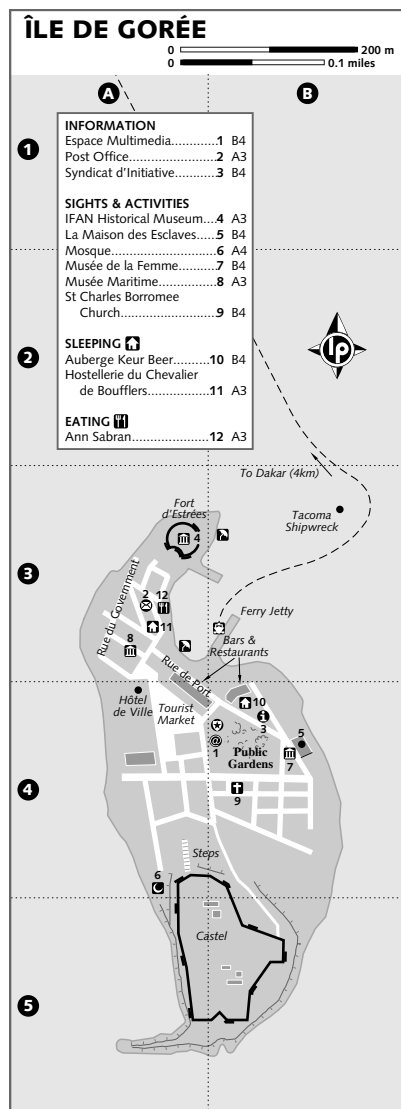 ÎLE DE GORÉE
0 200 m
0 0.1 miles
A B
1
INFORMATION
Espace Multimedia..............1 B4
Post Office.....................2 A3
Syndicat d'Initiative............3 B4
SIGHTS & ACTIVITIES
IFAN Historical Museum....4 A3
La Maison des Esclaves......5 B4
Mosque.........................6 A4
Musée de la Femme...........7 B4
Musée Maritime................8 A3
St Charles Borromee
Church........................9 B4
2
SLEEPING
Auberge Keur Beer............10 B4
Hostellerie du Chevalier
de Boufflers................11 A3
EATING
Ann Sabran....................12 A3
lp
To Dakar (4km)
Tacoma
Shipwreck
Fort
d'Estrées
4
3
Rue du Government
2 12
11
8
Ferry Jetty
Bars &
Restaurants
Rue de Port
Hôtel
de Ville
Tourist
Market
10
3
5
1
Public
Gardens
7
4
9
Steps
6
Castel
5